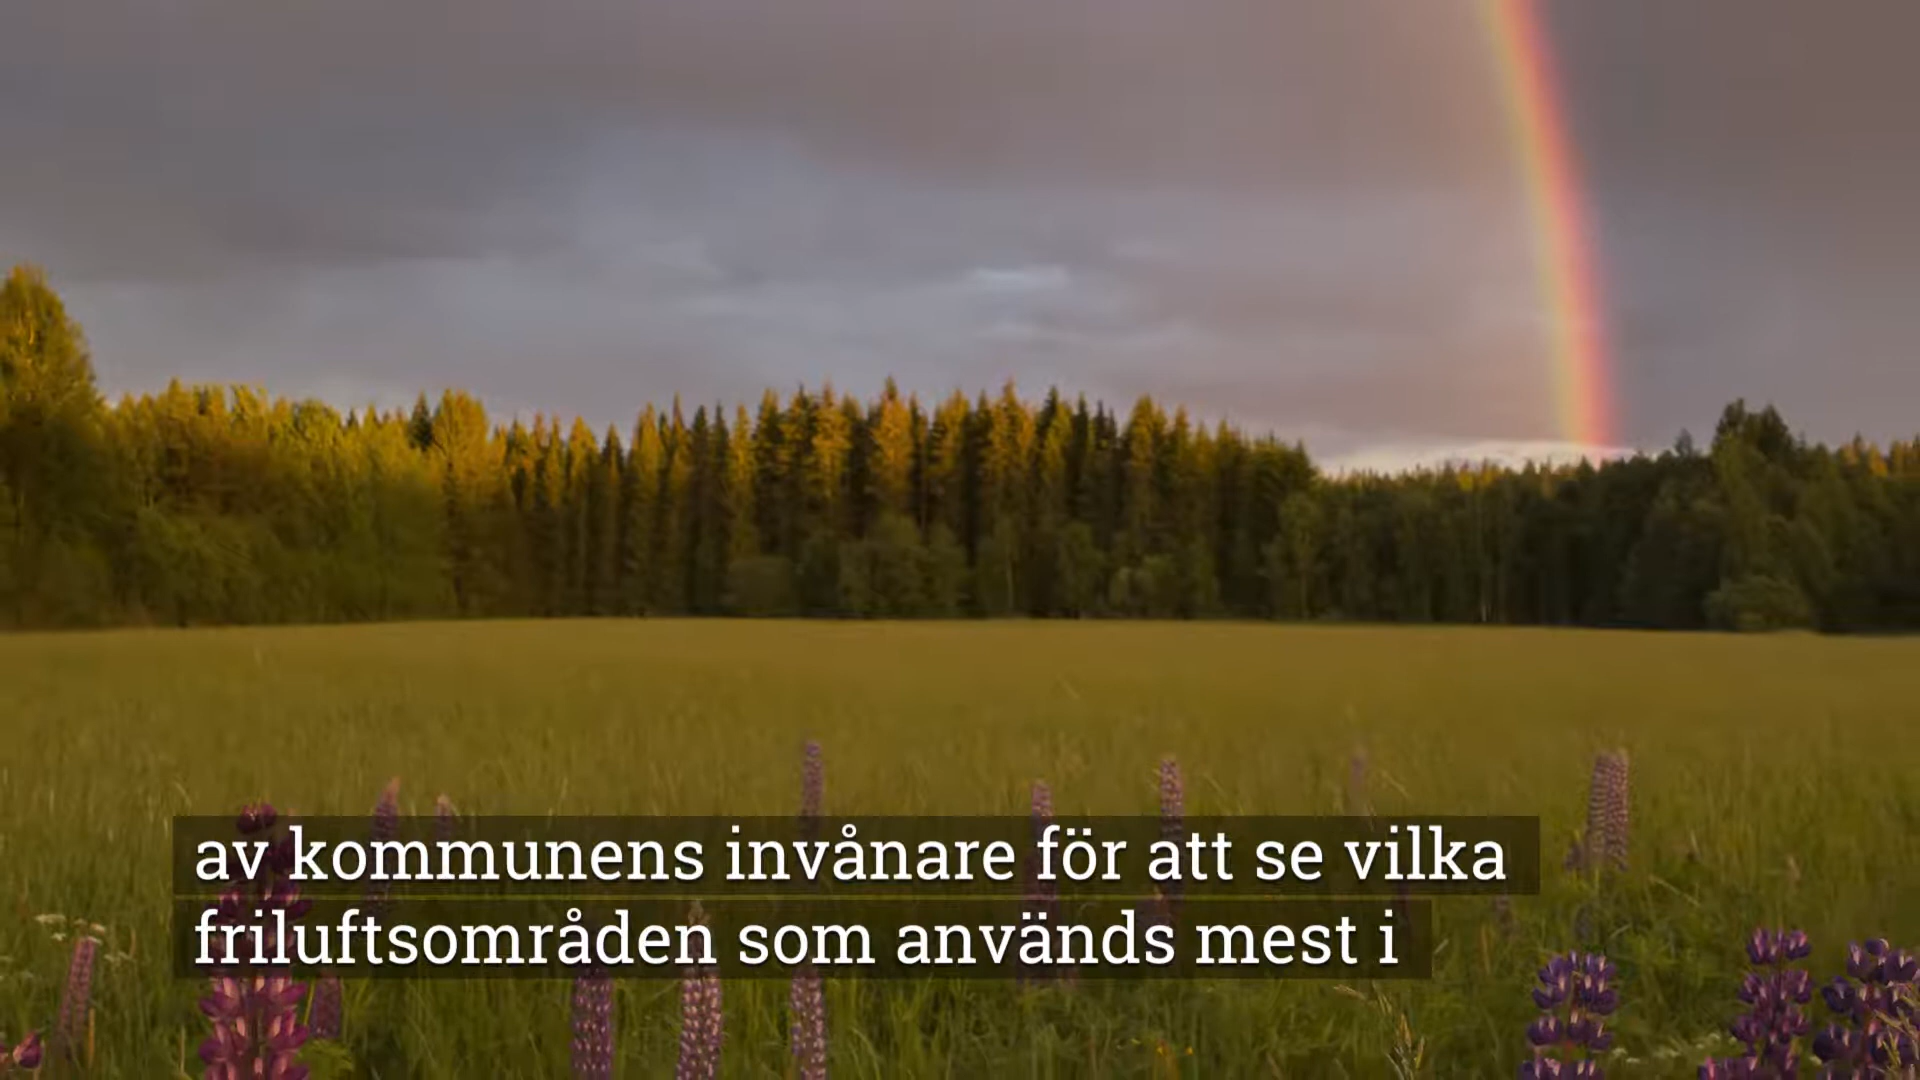 av kommunens invånare för att se vilka
friluftsområden som används mest i